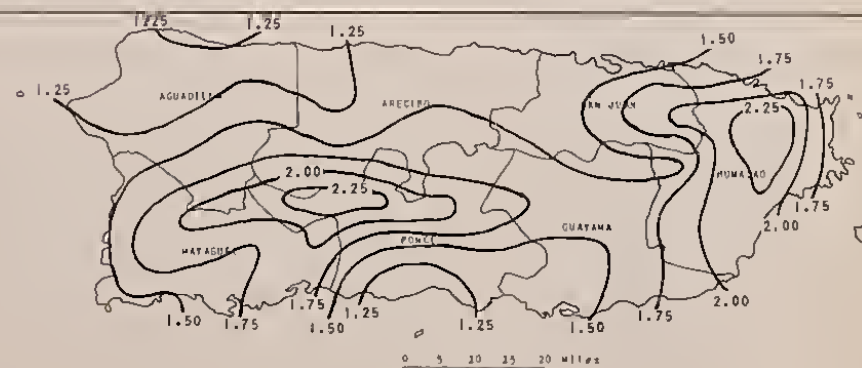 1.25 1.25 1.25 1.50
1.75
1.25 1.75
AGUADILLA ARECIBO SAN JUAN 2.25
2.00 HUMACAO
2.25
1.75
MAYAGUEZ PONCE GUAYAMA 2.00
1.75 2.00
1.50 1.75 1.50 1.25 1.25 1.50 1.75
0 5 10 15 20 Miles